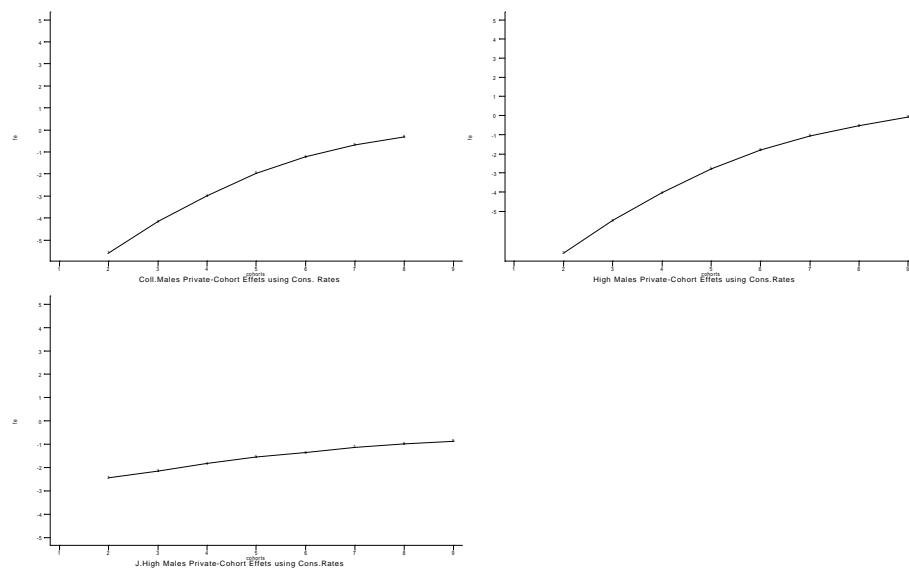 5
4
3
2
1
0
-1
-2
-3
-4
-5
fe
1 2 3 4 5 6 7 8 9
cohorts
Coll.Males Private-Cohort Effets using Cons. Rates
5
4
3
2
1
0
-1
-2
-3
-4
-5
fe
1 2 3 4 5 6 7 8 9
cohorts
High Males Private-Cohort Effets using Cons.Rates
5
4
3
2
1
0
-1
-2
-3
-4
-5
fe
1 2 3 4 5 6 7 8 9
cohorts
J.High Males Private-Cohort Effets using Cons.Rates